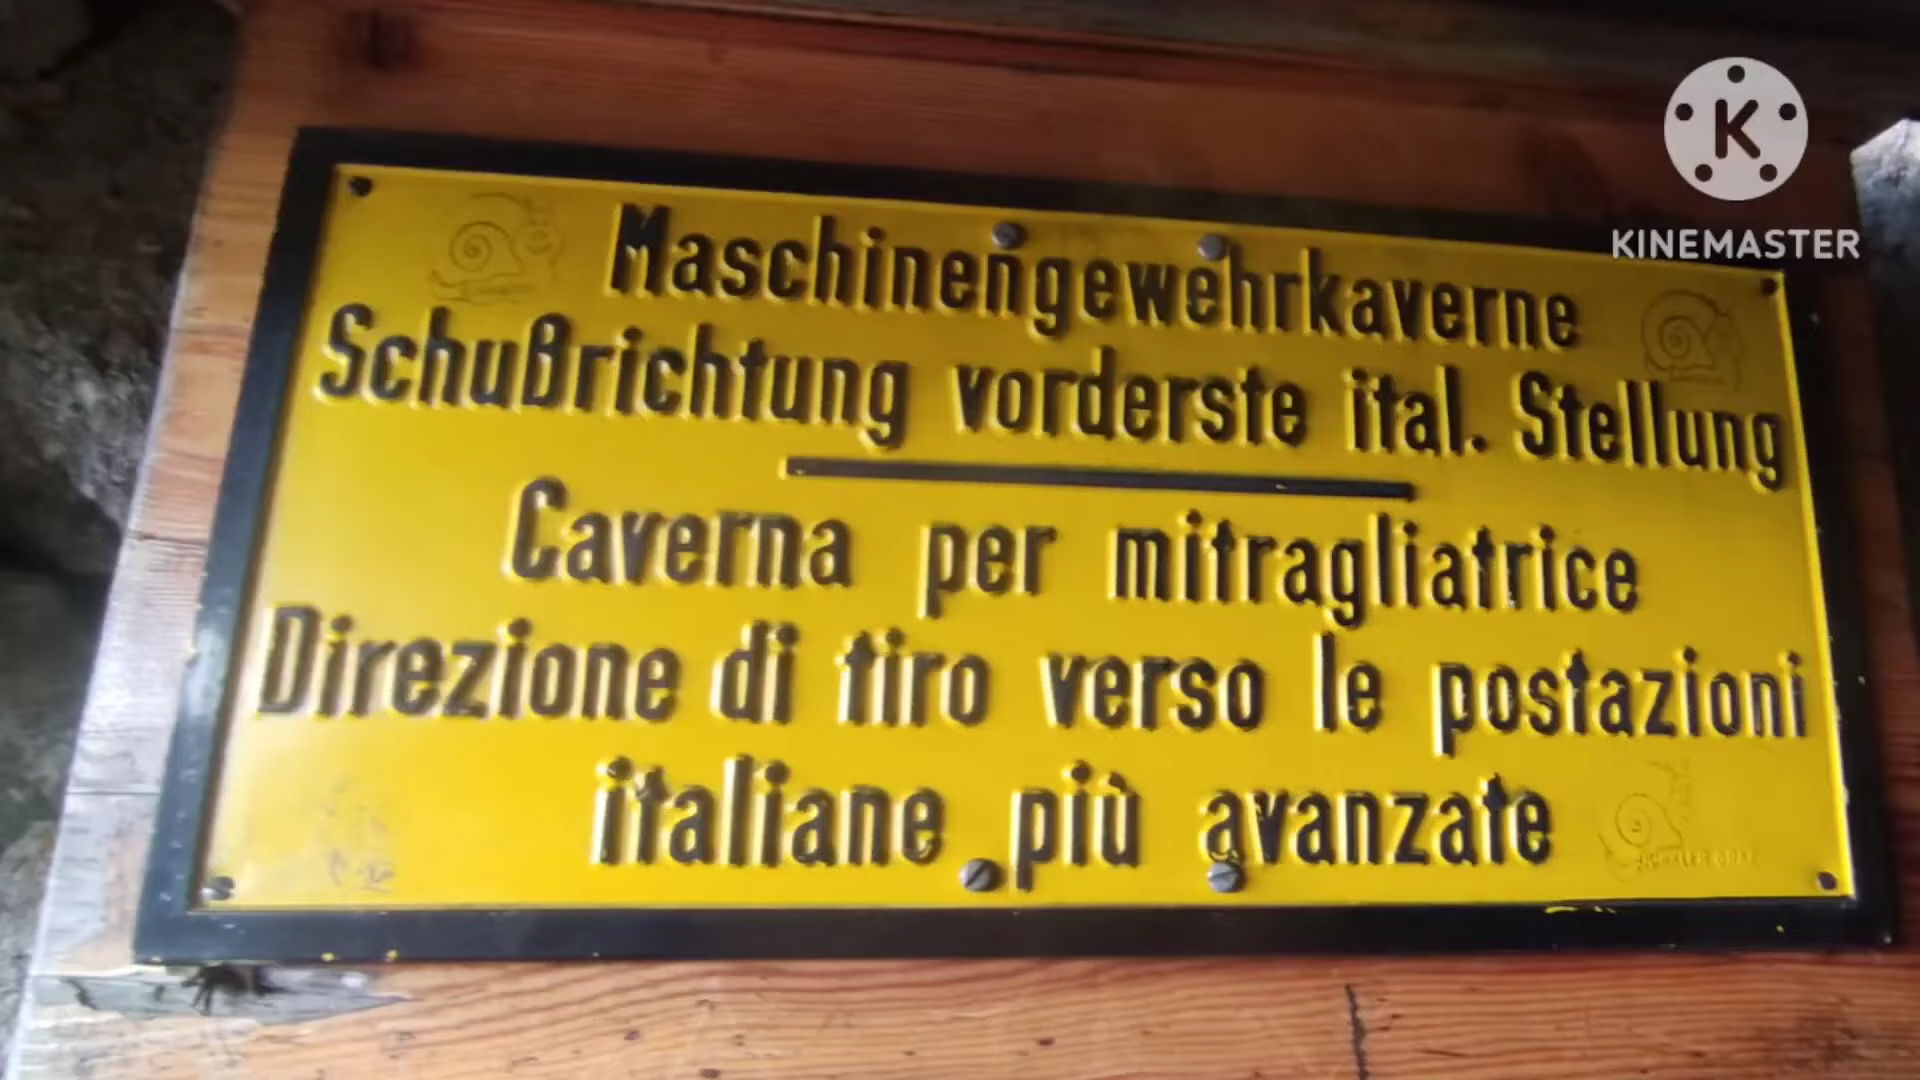 Maschinengewehrkaverne
Schußrichtung vorderste ital. Stellung
Caverna per mitragliatrice
Direzione di tiro verso le postazioni
italiane più avanzate
K
KINEMASTER